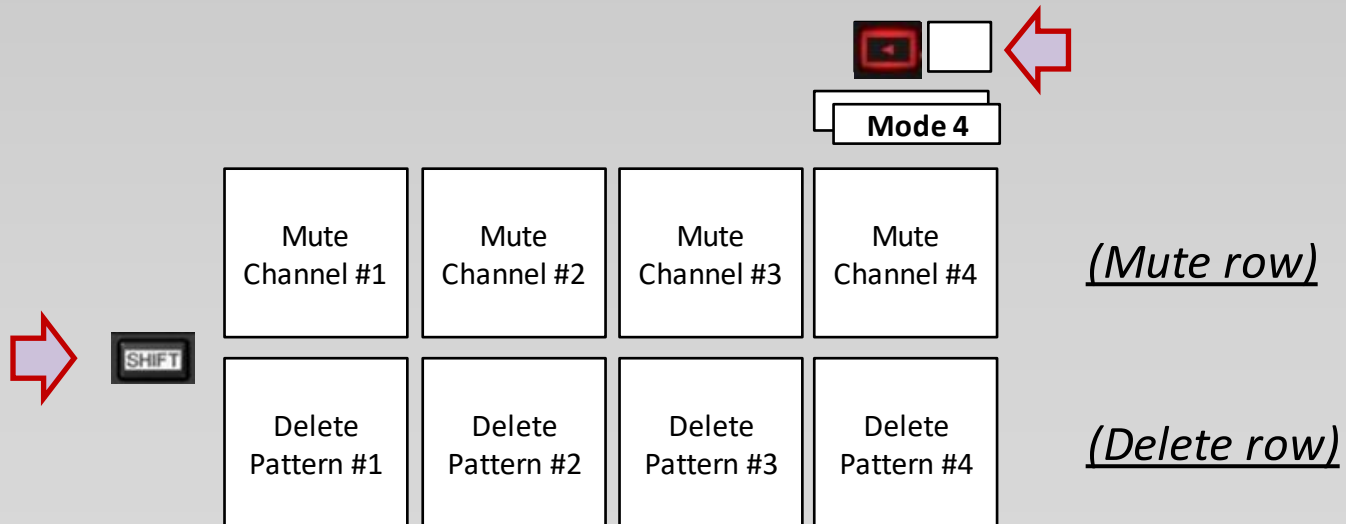 Mode 4
Mute Mute Mute Mute
Channel #1 Channel #2 Channel #3 Channel #4
(Mute row)
SHIFT
Delete Delete Delete Delete
Pattern #1 Pattern #2 Pattern #3 Pattern #4
(Delete row)